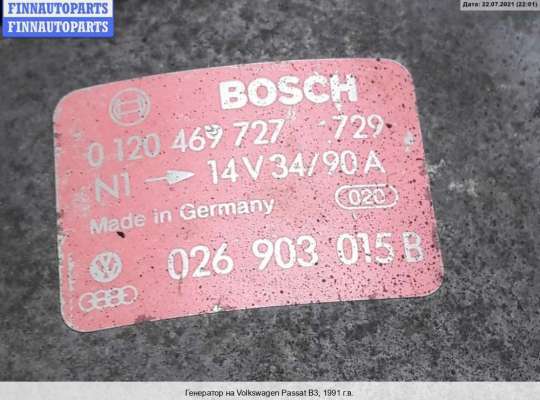 FINNAUTOPARTS
FINNAUTOPARTS
Дата: 22.07.2021 (22:01)
BOSCH
0 120 469 727 729
N1 → 14V 34/90A
Made in Germany 020
026 903 015 B
Генератор на Volkswagen Passat B3, 1991 г.в.